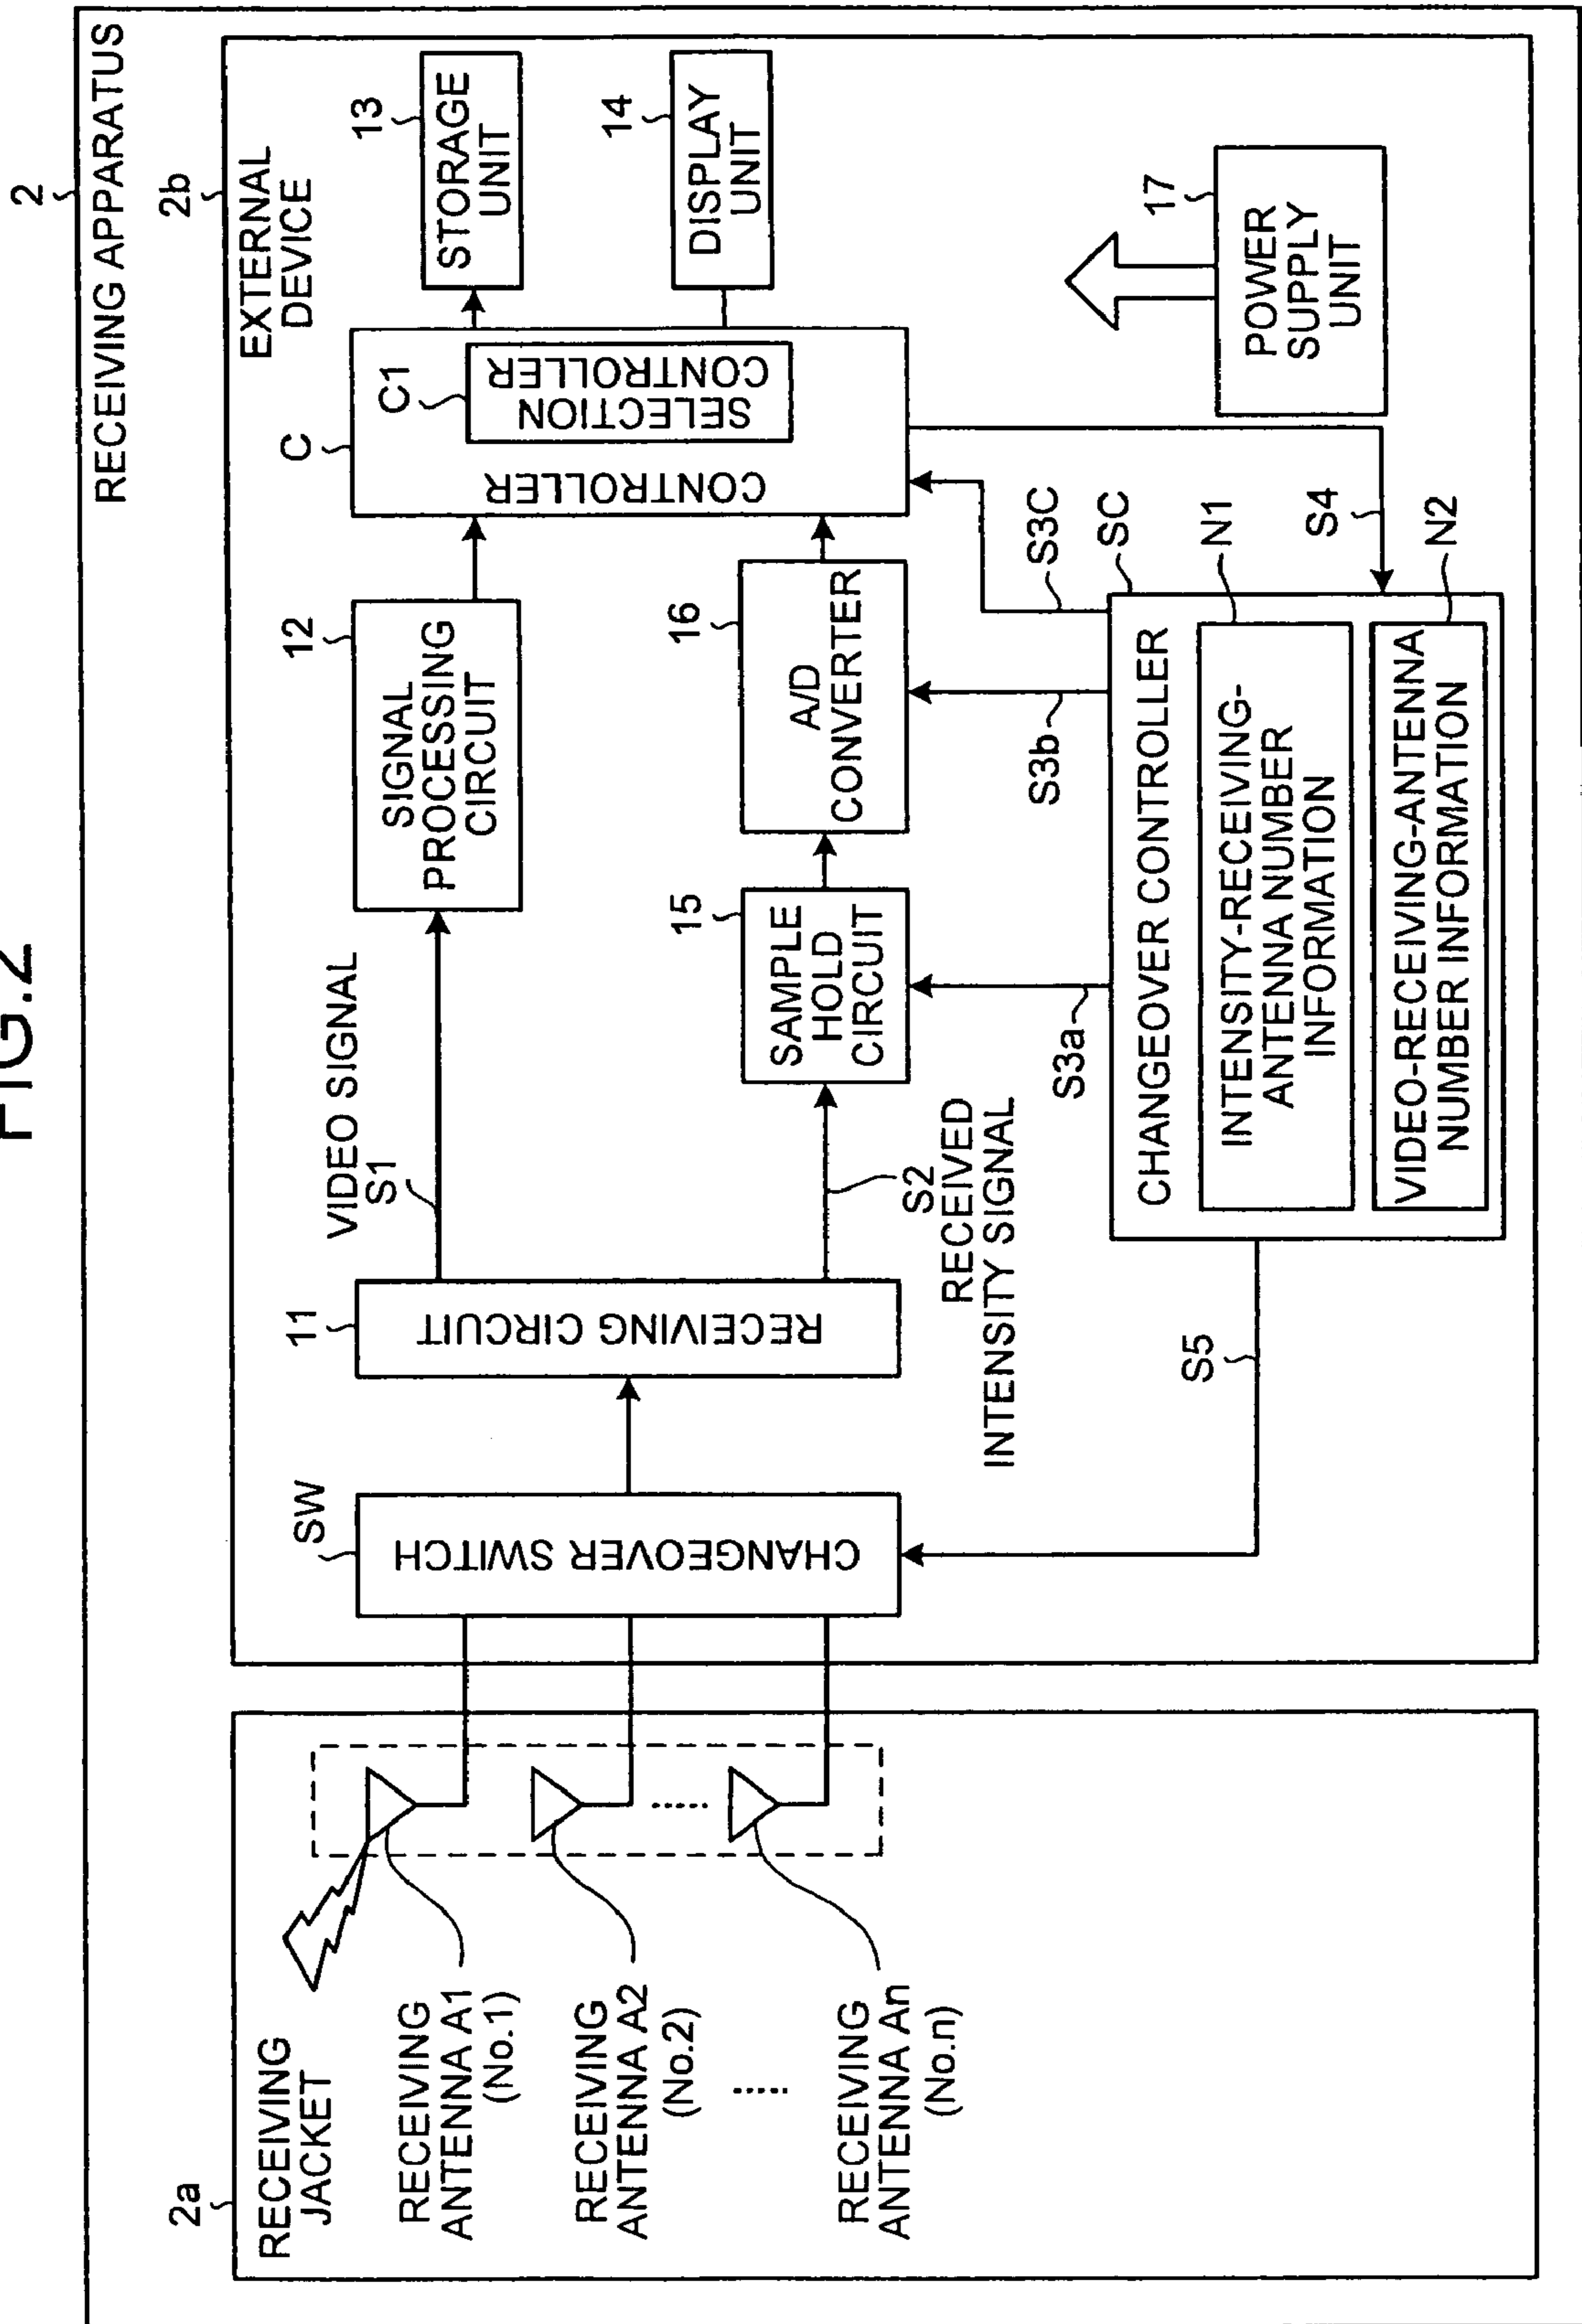 FIG.2
2
RECEIVING APPARATUS
2a
RECEIVING
JACKET
RECEIVING
ANTENNA A1
(No.1)
RECEIVING
ANTENNA A2
(No.2)
......
RECEIVING
ANTENNA An
(No.n)
......
2b
EXTERNAL
DEVICE
SW
CHANGEOVER SWITCH
11
RECEIVING CIRCUIT
VIDEO SIGNAL
S1
S2
RECEIVED
INTENSITY SIGNAL
12
SIGNAL
PROCESSING
CIRCUIT
15
SAMPLE
HOLD
CIRCUIT
16
A/D
CONVERTER
C
CONTROLLER
C1
SELECTION
CONTROLLER
13
STORAGE
UNIT
14
DISPLAY
UNIT
S3a
S3b
S3C
SC
CHANGEOVER CONTROLLER
N1
INTENSITY-RECEIVING-
ANTENNA NUMBER
INFORMATION
N2
VIDEO-RECEIVING-ANTENNA
NUMBER INFORMATION
S4
S5
17
POWER
SUPPLY
UNIT